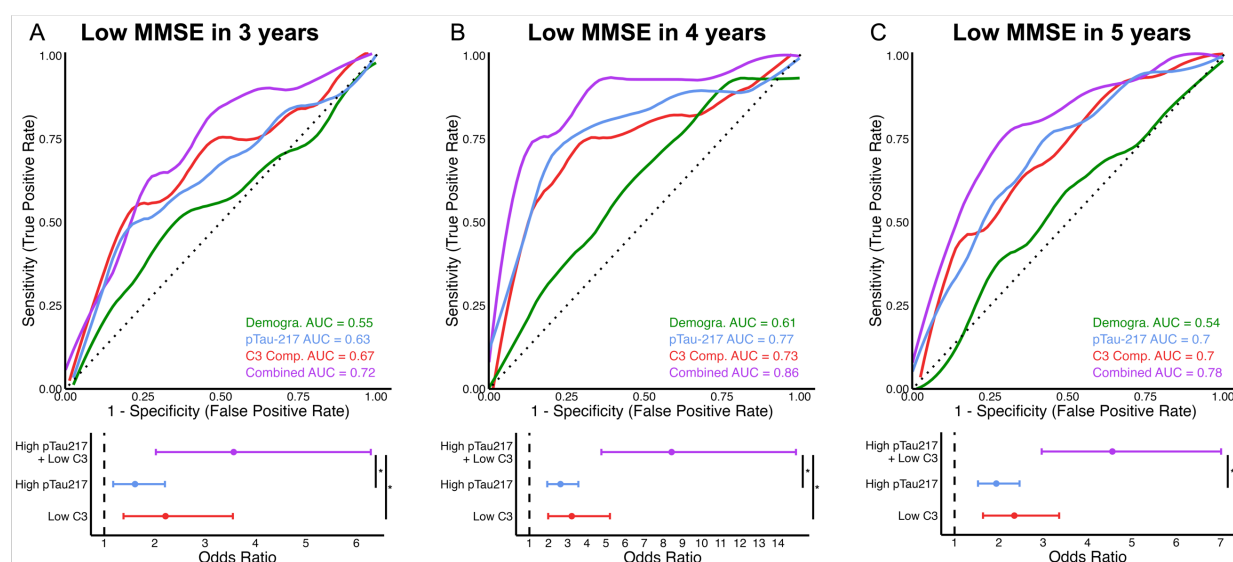 A Low MMSE in 3 years
Sensitivity (True Positive Rate)
1.00
0.75
0.50
0.25
0.00
Demogra. AUC = 0.55
pTau-217 AUC = 0.63
C3 Comp. AUC = 0.67
Combined AUC = 0.72
0.00 0.25 0.50 0.75 1.00
1 - Specificity (False Positive Rate)
High pTau217
+ Low C3
High pTau217
Low C3
*
*
1 2 3 4 5 6
Odds Ratio
B Low MMSE in 4 years
Sensitivity (True Positive Rate)
1.00
0.75
0.50
0.25
0.00
Demogra. AUC = 0.61
pTau-217 AUC = 0.77
C3 Comp. AUC = 0.73
Combined AUC = 0.86
0.00 0.25 0.50 0.75 1.00
1 - Specificity (False Positive Rate)
High pTau217
+ Low C3
High pTau217
Low C3
*
*
1 2 3 4 5 6 7 8 9 10 11 12 13 14
Odds Ratio
C Low MMSE in 5 years
Sensitivity (True Positive Rate)
1.00
0.75
0.50
0.25
0.00
Demogra. AUC = 0.54
pTau-217 AUC = 0.7
C3 Comp. AUC = 0.7
Combined AUC = 0.78
0.00 0.25 0.50 0.75 1.00
1 - Specificity (False Positive Rate)
High pTau217
+ Low C3
High pTau217
Low C3
*
1 2 3 4 5 6 7
Odds Ratio